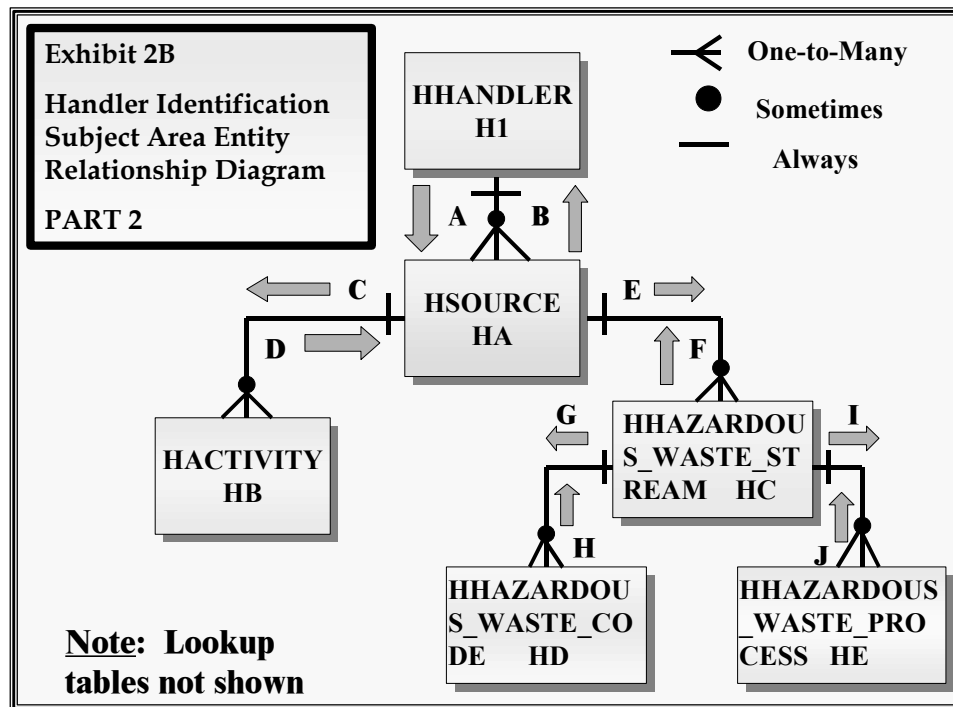 Exhibit 2B
Handler Identification
Subject Area Entity
Relationship Diagram
PART 2
One-to-Many
Sometimes
Always
HHANDLER
H1
A
B
C
HSOURCE
HA
E
D
F
HACTIVITY
HB
G
HHAZARDOU
S_WASTE_ST
REAM HC
I
H
J
HHAZARDOU
S_WASTE_CO
DE HD
HHAZARDOUS
_WASTE_PRO
CESS HE
Note: Lookup
tables not shown